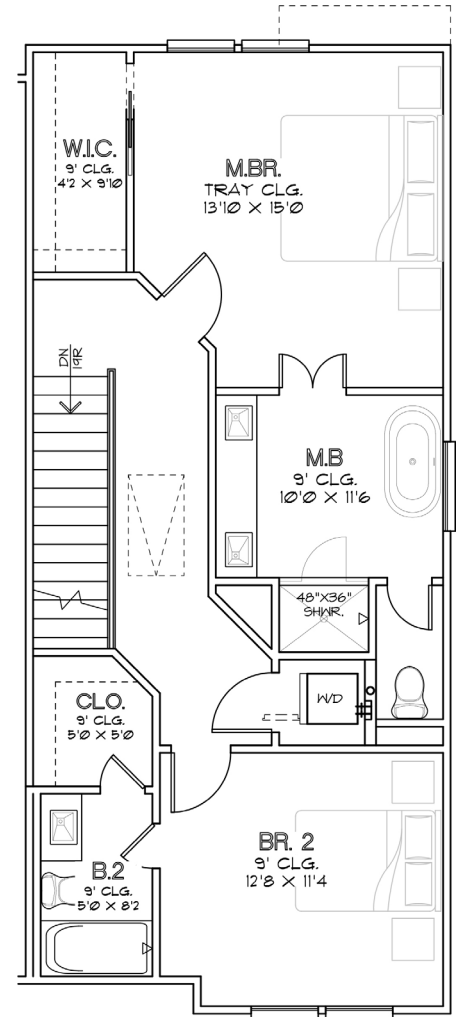 W.I.C.
9' CLG.
4'2 X 9'10
M.BR.
TRAY CLG.
13'10 X 15'0
DN
19R
M.B
9' CLG.
10'0 X 11'6
48"X36"
SHWR.
W/D
CLO.
9' CLG.
5'0 X 5'0
BR. 2
9' CLG.
12'8 X 11'4
B.2
9' CLG.
5'0 X 8'2